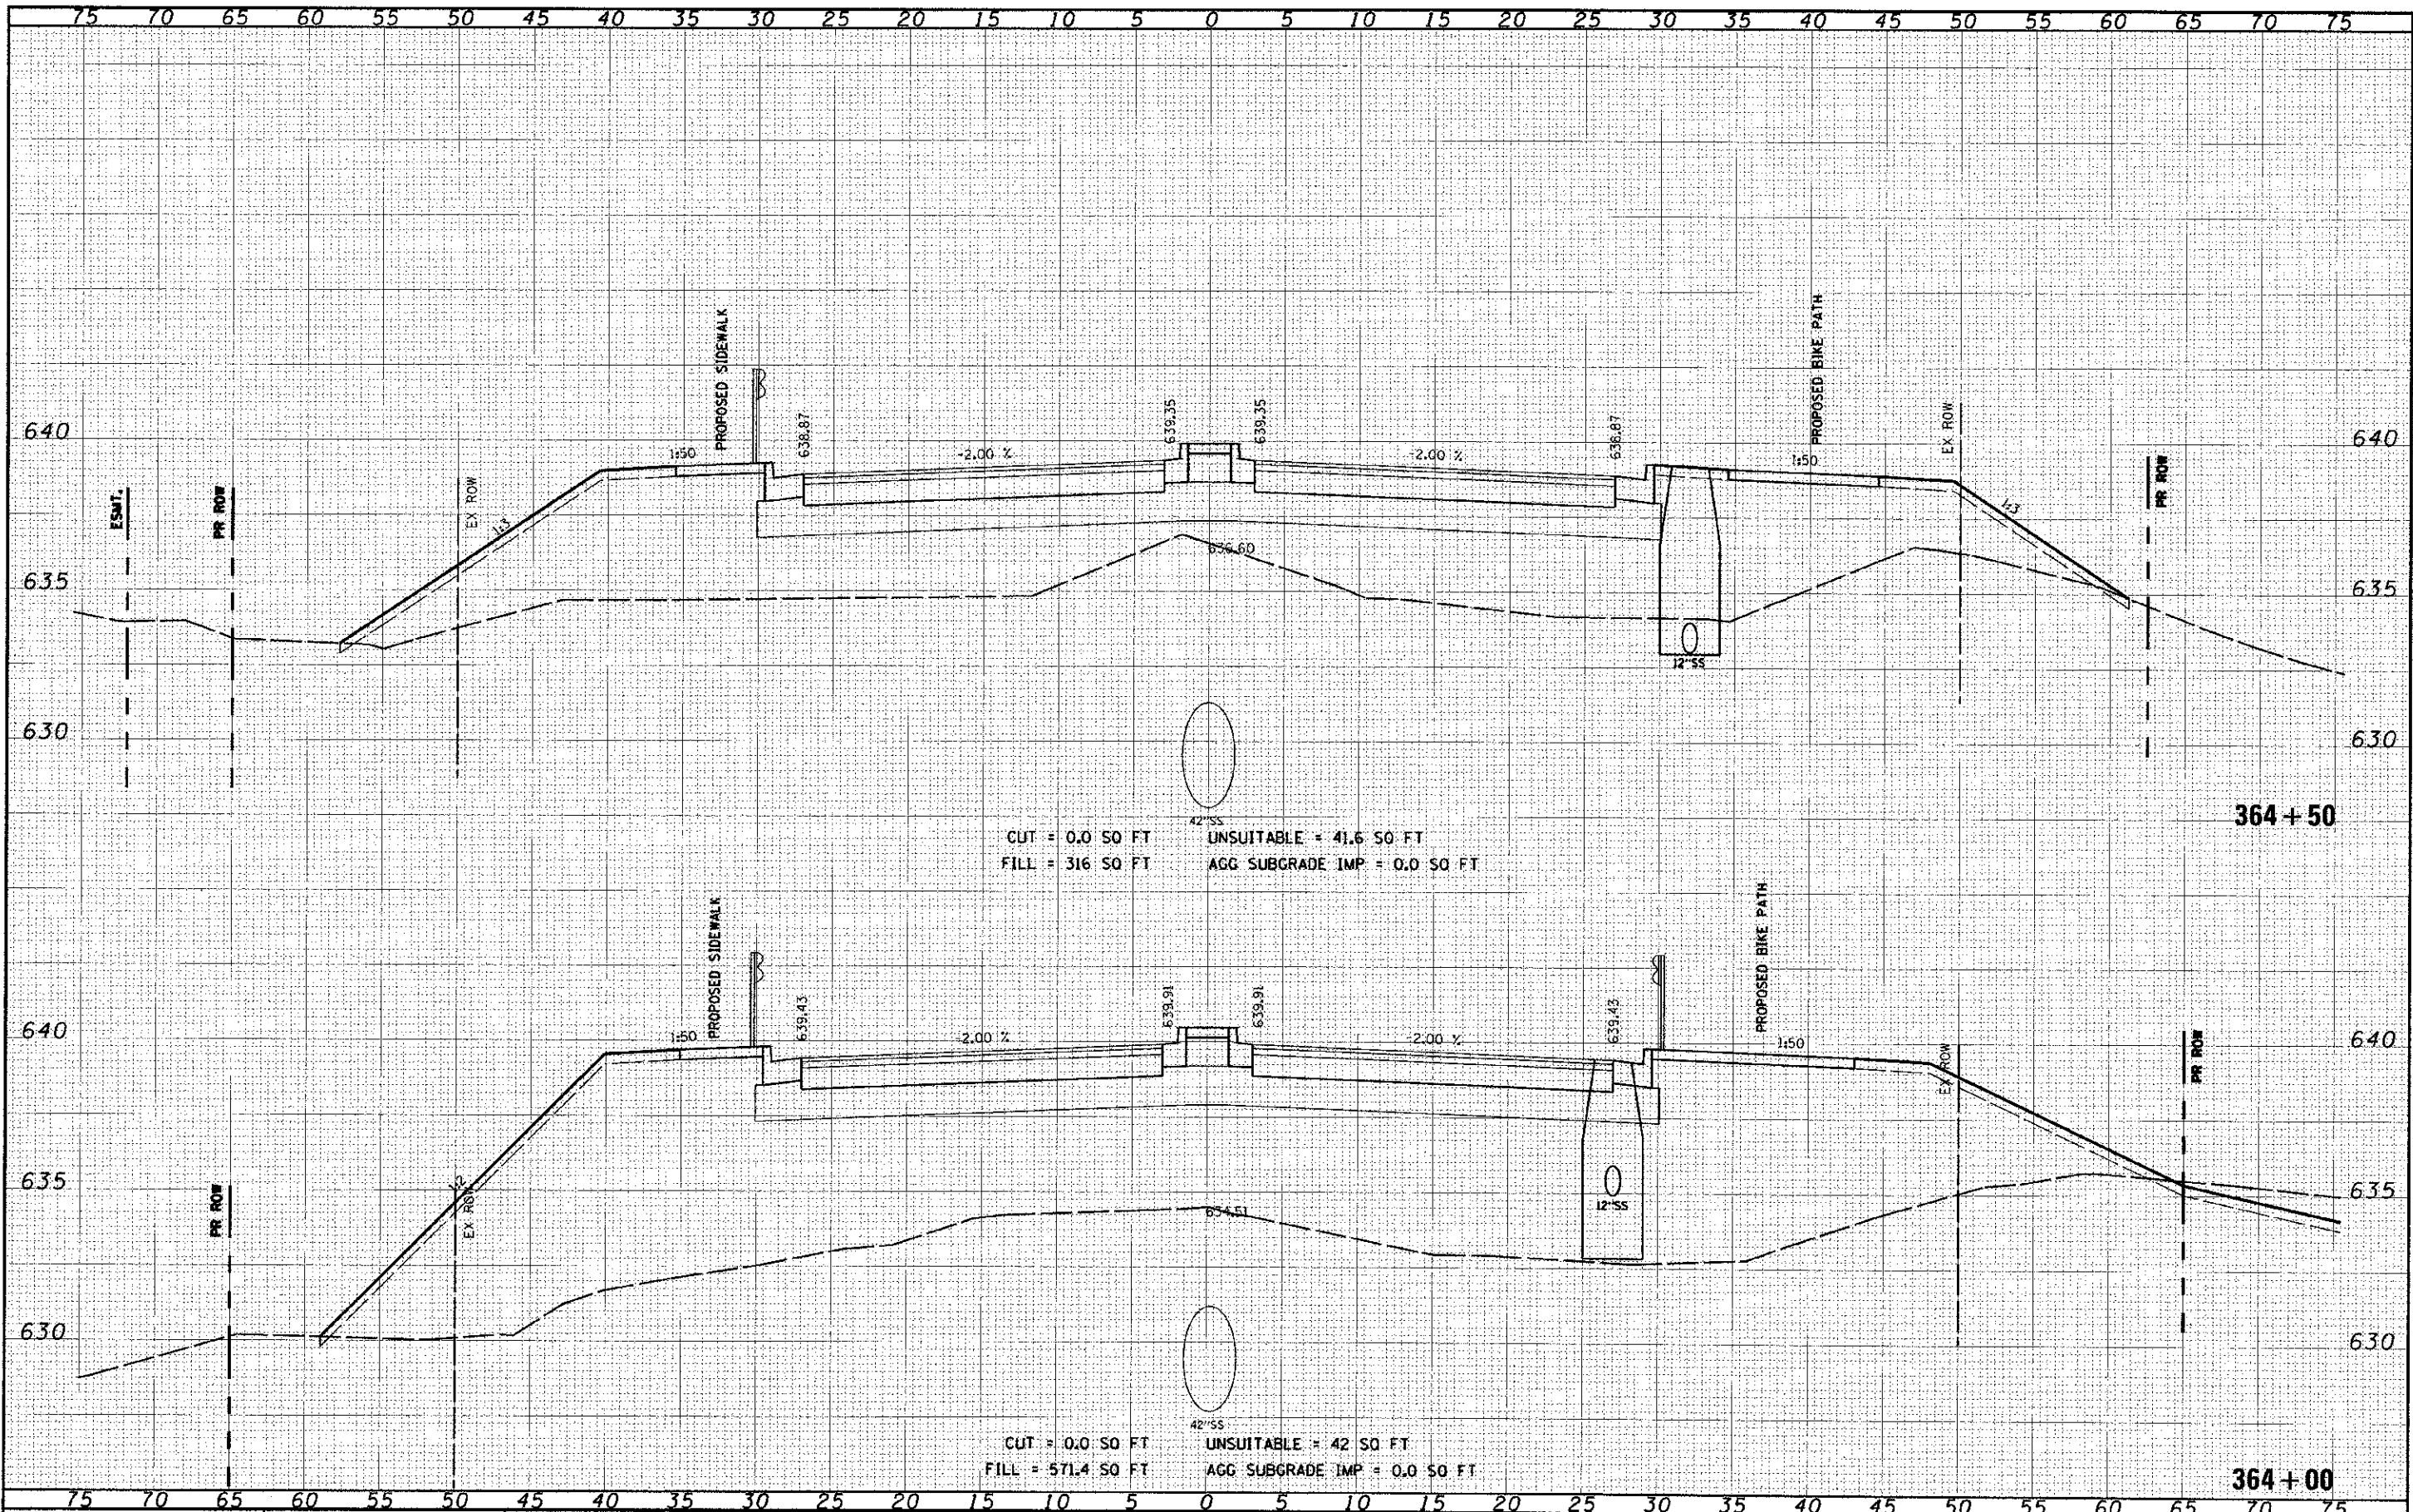 75 70 65 60 55 50 45 40 35 30 25 20 15 10 5 0 5 10 15 20 25 30 35 40 45 50 55 60 65 70 75
PROPOSED SIDEWALK
PROPOSED BIKE PATH
640
1:50
638.87
-2.00 %
639.35
639.35
-2.00 %
638.87
1:50
EX ROW
640
ESMT.
PR ROW
EX ROW
1:3
636.60
1:3
PR ROW
635
635
12"SS
630
630
42"SS
364 + 50
CUT = 0.0 SQ FT UNSUITABLE = 41.6 SQ FT
FILL = 316 SQ FT AGG SUBGRADE IMP = 0.0 SQ FT
PROPOSED SIDEWALK
PROPOSED BIKE PATH
640
1:50
639.43
-2.00 %
639.91
639.91
-2.00 %
639.43
1:50
EX ROW
PR ROW
640
635
PR ROW
1:2
EX ROW
634.51
12"SS
635
630
630
42"SS
CUT = 0.0 SQ FT UNSUITABLE = 42 SQ FT
FILL = 571.4 SQ FT AGG SUBGRADE IMP = 0.0 SQ FT
364 + 00
75 70 65 60 55 50 45 40 35 30 25 20 15 10 5 0 5 10 15 20 25 30 35 40 45 50 55 60 65 70 75